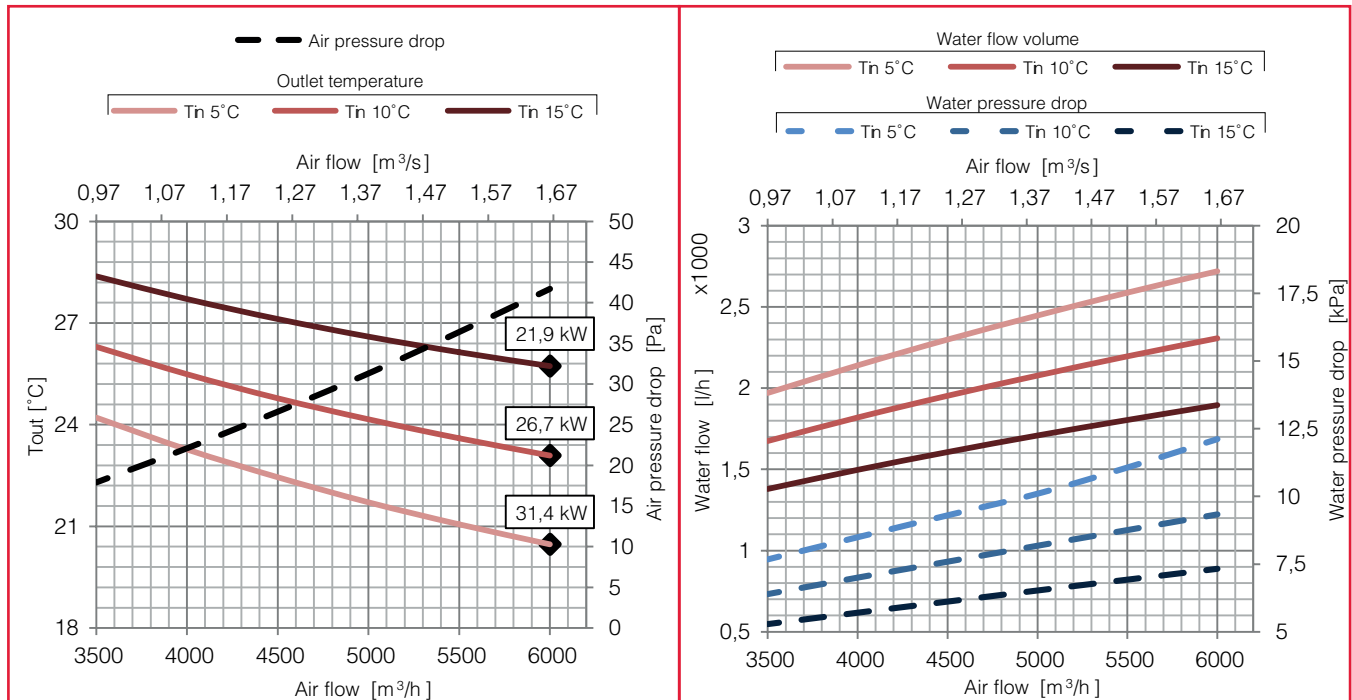 Air pressure drop
Outlet temperature
Tin 5°C Tin 10°C Tin 15°C
Air flow [m³/s]
0,97 1,07 1,17 1,27 1,37 1,47 1,57 1,67
30
27
24
21
18
Tout [°C]
50
45
40
35
30
25
20
15
10
5
0
Air pressure drop [Pa]
21,9 kW
26,7 kW
31,4 kW
3500 4000 4500 5000 5500 6000
Air flow [m³/h]
Water flow volume
Tin 5°C Tin 10°C Tin 15°C
Water pressure drop
Tin 5°C Tin 10°C Tin 15°C
Air flow [m³/s]
0,97 1,07 1,17 1,27 1,37 1,47 1,57 1,67
3
2,5
2
1,5
1
0,5
Water flow [l/h] x1000
20
17,5
15
12,5
10
7,5
5
Water pressure drop [kPa]
3500 4000 4500 5000 5500 6000
Air flow [m³/h]